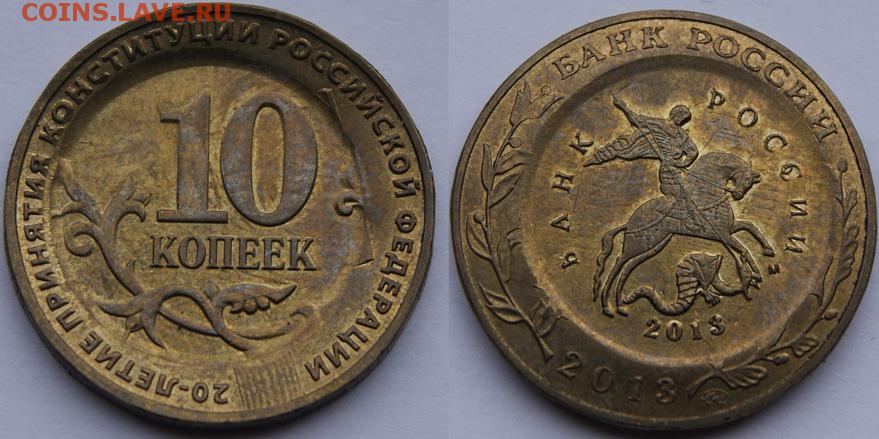 COINS.LAVE.RU
20-ЛЕТИЕ ПРИНЯТИЯ КОНСТИТУЦИИ РОССИЙСКОЙ ФЕДЕРАЦИИ
10
КОПЕЕК
БАНК РОССИИ
БАНК РОССИИ
М
2013
2013